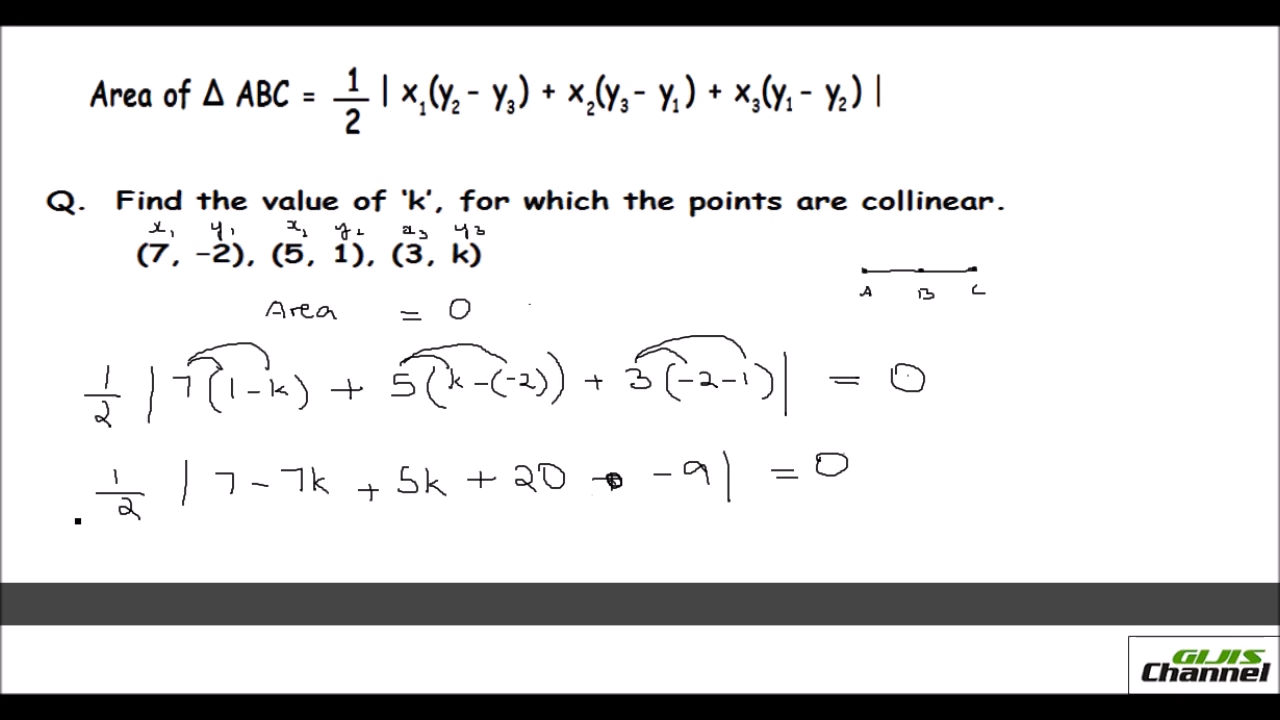 Area of Δ ABC = 1/2 | x₁(y₂ - y₃) + x₂(y₃ - y₁) + x₃(y₁ - y₂) |
Q. Find the value of 'k', for which the points are collinear.
x₁ y₁ x₂ y₂ x₃ y₃
(7, -2), (5, 1), (3, k)
A B C
Area = 0
1/2 | 7(1-k) + 5(k-(-2)) + 3(-2-1) | = 0
1/2 | 7 - 7k + 5k + 20 - 9 | = 0
GIJIS
Channel